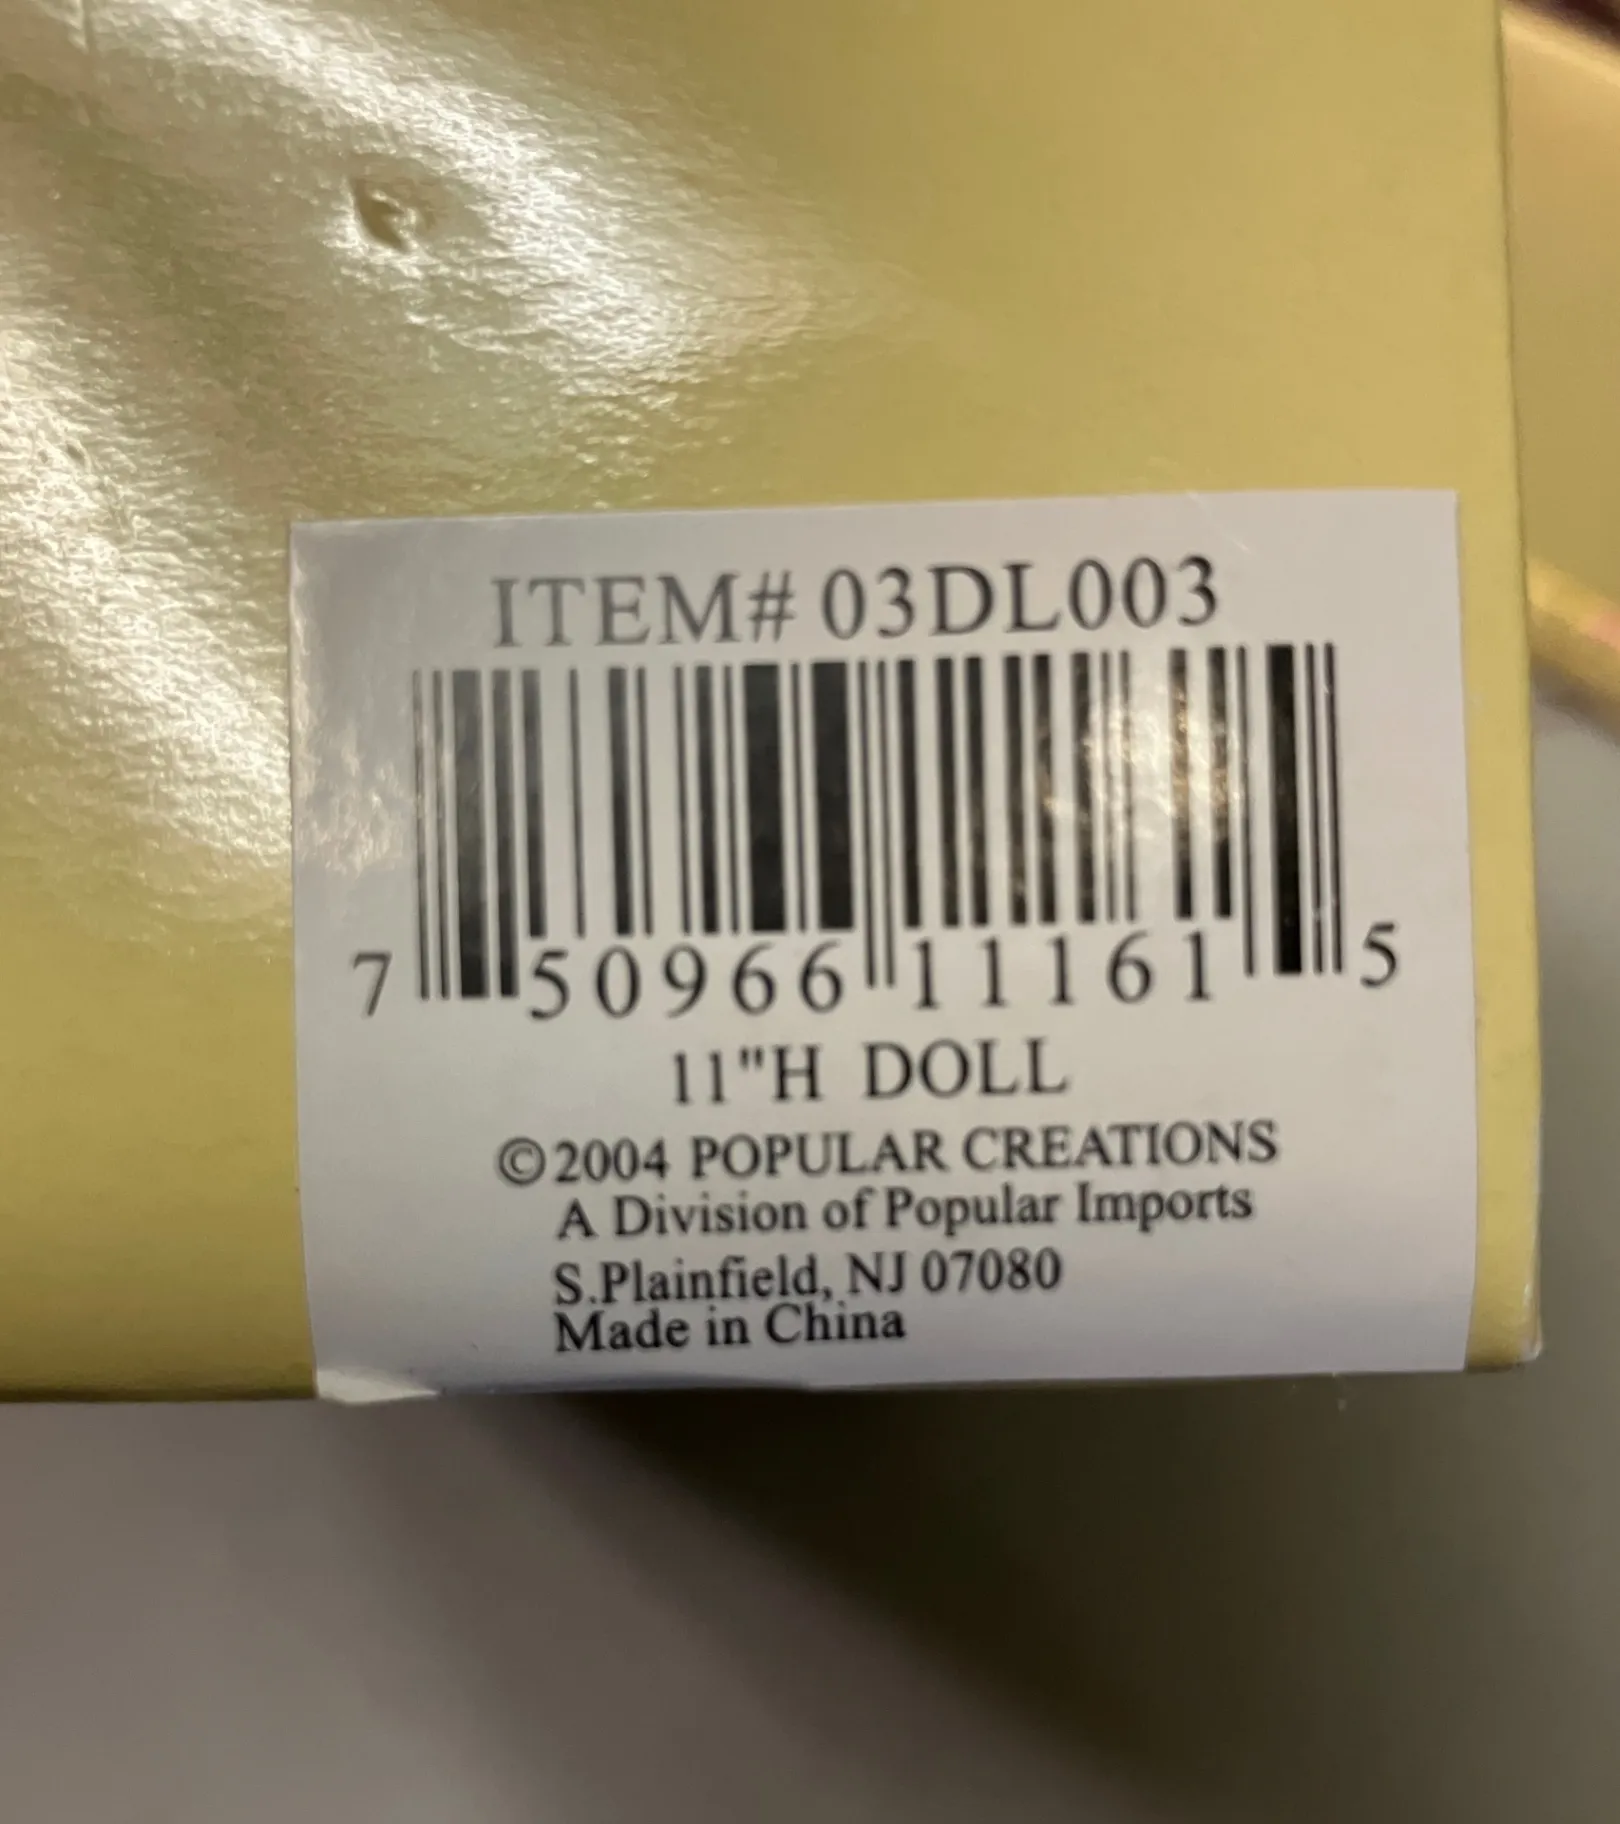 ITEM# 03DL003
7 50966 11161 5
11"H DOLL
©2004 POPULAR CREATIONS
A Division of Popular Imports
S.Plainfield, NJ 07080
Made in China